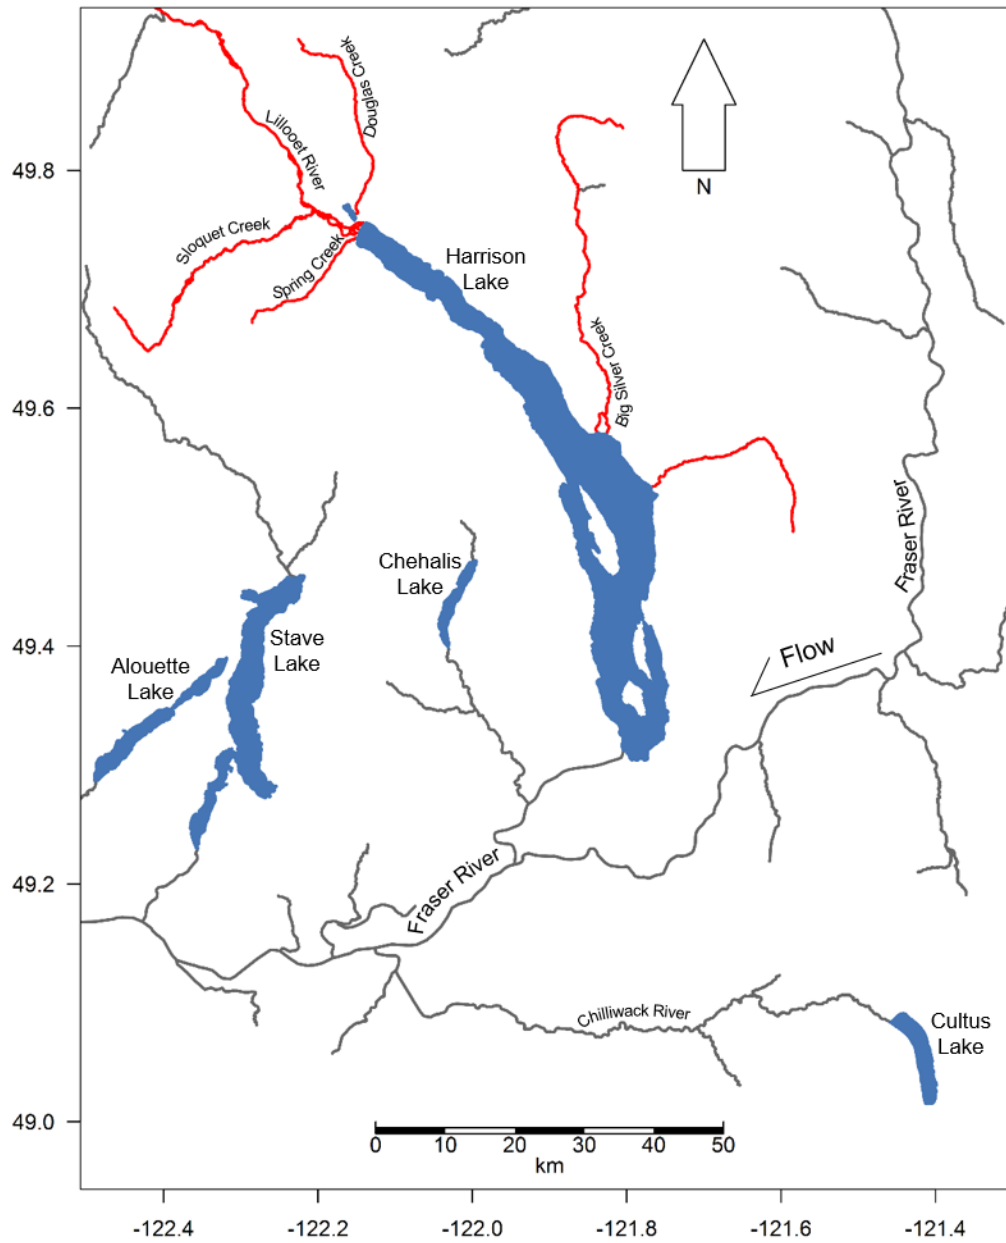 Douglas Creek
Lillooet River
N
49.8
Sloquet Creek
Spring Creek
Harrison
Lake
Big Silver Creek
49.6
Fraser River
Chehalis
Lake
Stave
Lake
49.4
Flow
Alouette
Lake
Fraser River
49.2
Chilliwack River
Cultus
Lake
49.0
0 10 20 30 40 50
km
-122.4 -122.2 -122.0 -121.8 -121.6 -121.4